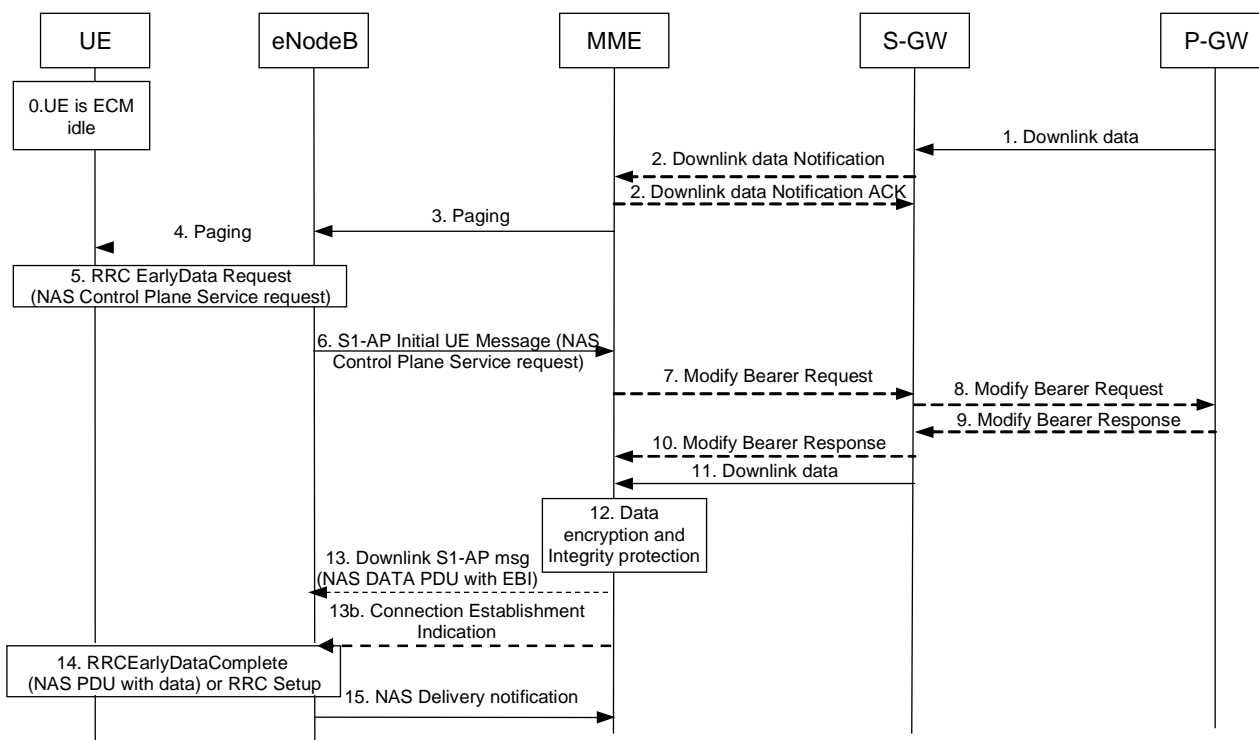 UE
eNodeB
MME
S-GW
P-GW
0.UE is ECM
idle
1. Downlink data
2. Downlink data Notification
2. Downlink data Notification ACK
3. Paging
4. Paging
5. RRC EarlyData Request
(NAS Control Plane Service request)
6. S1-AP Initial UE Message (NAS
Control Plane Service request)
7. Modify Bearer Request
8. Modify Bearer Request
9. Modify Bearer Response
10. Modify Bearer Response
11. Downlink data
12. Data
encryption and
Integrity protection
13. Downlink S1-AP msg
(NAS DATA PDU with EBI)
13b. Connection Establishment
Indication
14. RRCEarlyDataComplete
(NAS PDU with data) or RRC Setup
15. NAS Delivery notification